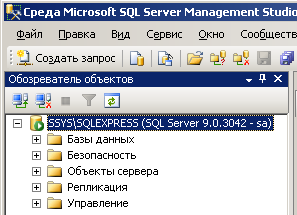 Среда Microsoft SQL Server Management Studio
Файл Правка Вид Сервис Окно Сообществ
Создать запрос
Обозреватель объектов
SSYS\SQLEXPRESS (SQL Server 9.0.3042 - sa)
Базы данных
Безопасность
Объекты сервера
Репликация
Управление